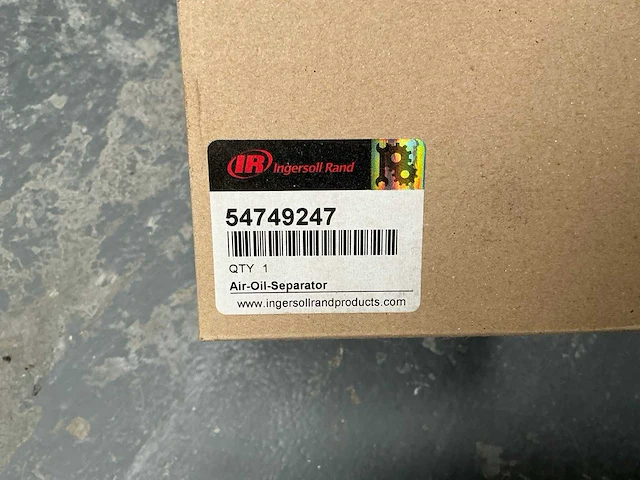 IR Ingersoll Rand
54749247
QTY 1
Air-Oil-Separator
www.ingersollrandproducts.com